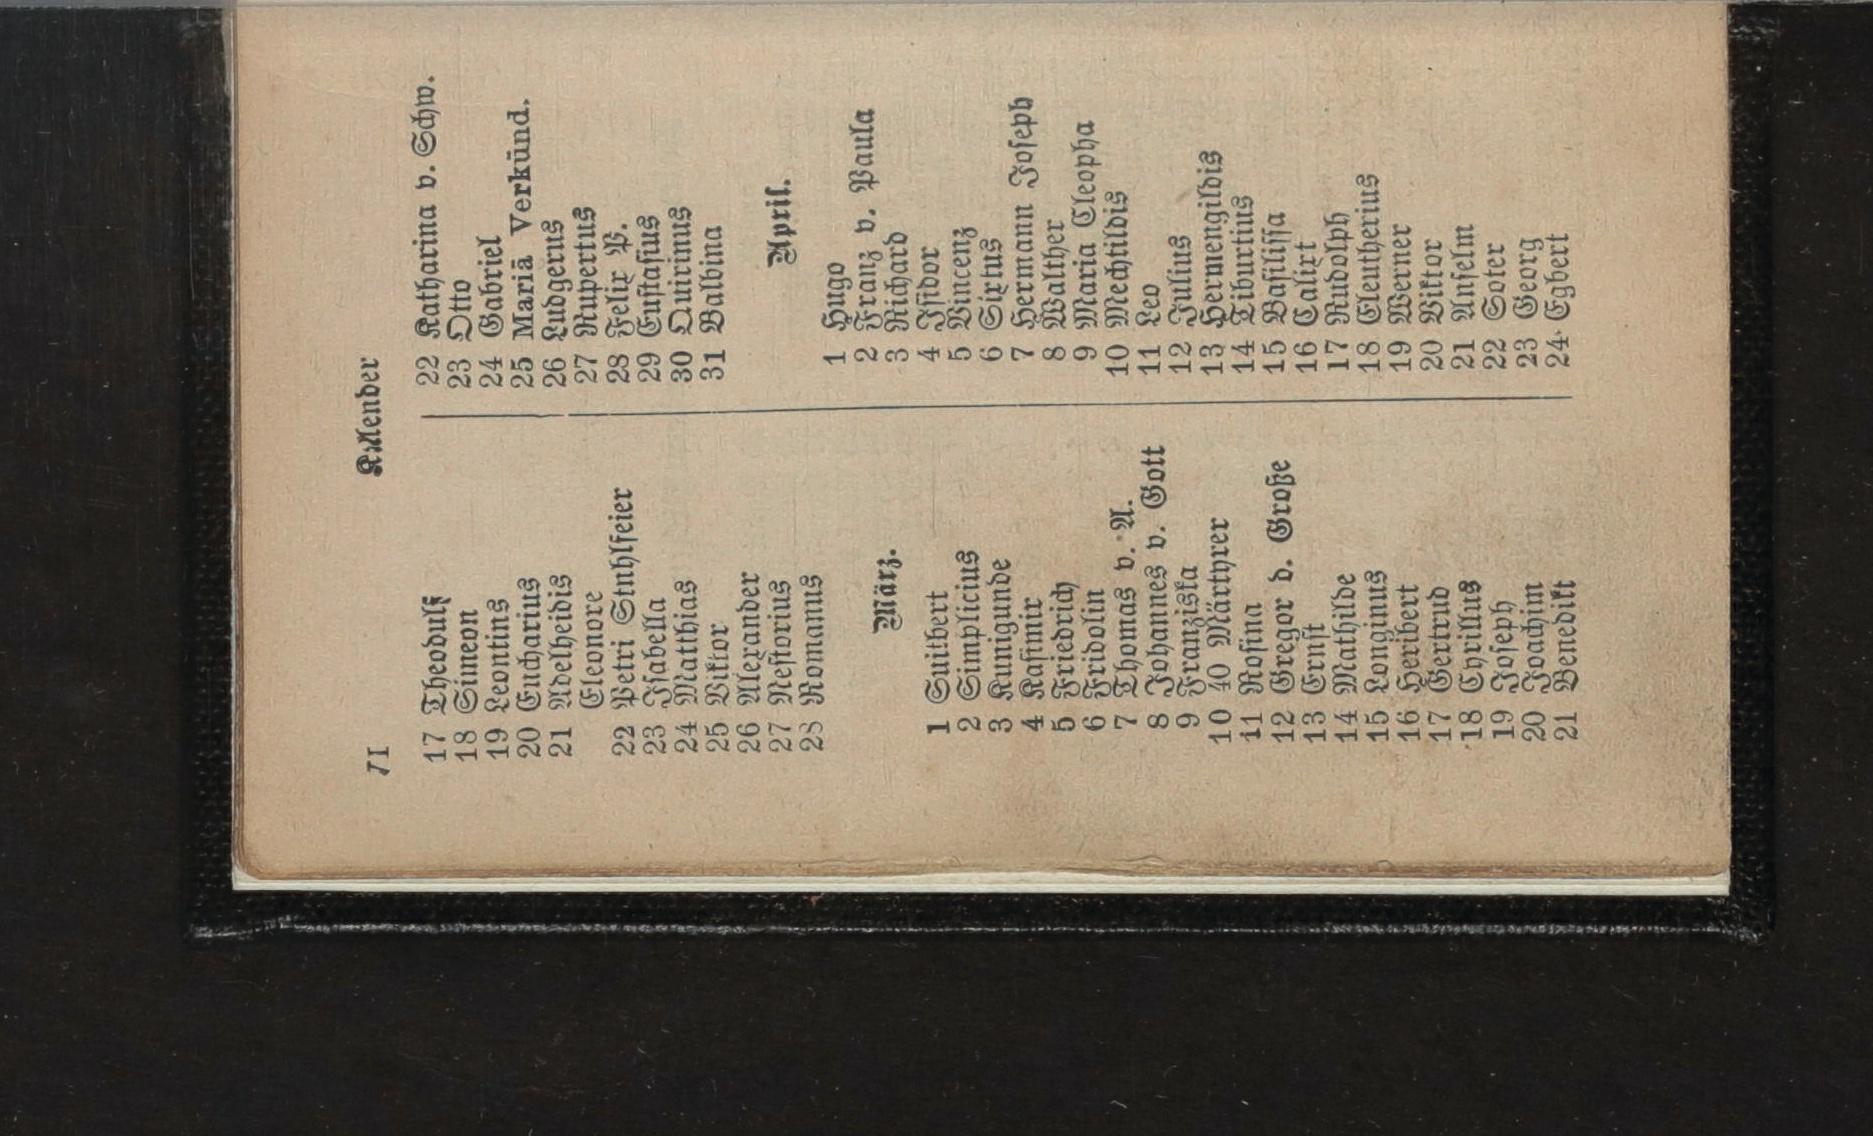 VI
Kalender
17 Theodulf
18 Simeon
19 Leontius
20 Eucharius
21 Adelheidis
Eleonore
22 Petri Stuhlfeier
23 Isabella
24 Matthias
25 Viktor
26 Alexander
27 Nestorius
28 Romanus
März.
1 Suitbert
2 Simplicius
3 Kunigunde
4 Kasimir
5 Friedrich
6 Fridolin
7 Thomas v. A.
8 Johannes v. Gott
9 Franziska
10 40 Märtyrer
11 Rosina
12 Gregor d. Große
13 Ernst
14 Mathilde
15 Longinus
16 Heribert
17 Gertrud
18 Cyrillus
19 Joseph
20 Joachim
21 Benedikt
22 Katharina v. Schw.
23 Otto
24 Gabriel
25 Mariä Verkünd.
26 Ludgerus
27 Rupertus
28 Felix P.
29 Eustasius
30 Quirinus
31 Balbina
April.
1 Hugo
2 Franz v. Paula
3 Richard
4 Isidor
5 Vincenz
6 Sixtus
7 Hermann Joseph
8 Walther
9 Maria Cleopha
10 Mechtildis
11 Leo
12 Julius
13 Hermengildis
14 Tiburtius
15 Basilissa
16 Calixt
17 Rudolph
18 Eleutherius
19 Werner
20 Viktor
21 Anselm
22 Soter
23 Georg
24 Egbert